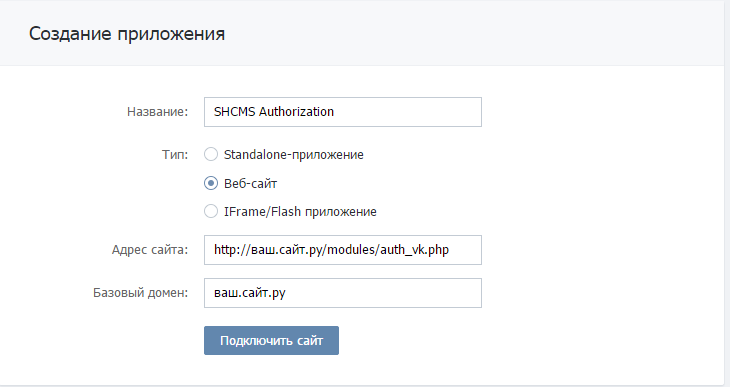 Создание приложения
Название: SHCMS Authorization
Тип: Standalone-приложение
Веб-сайт
IFrame/Flash приложение
Адрес сайта: http://ваш.сайт.ру/modules/auth_vk.php
Базовый домен: ваш.сайт.ру
Подключить сайт